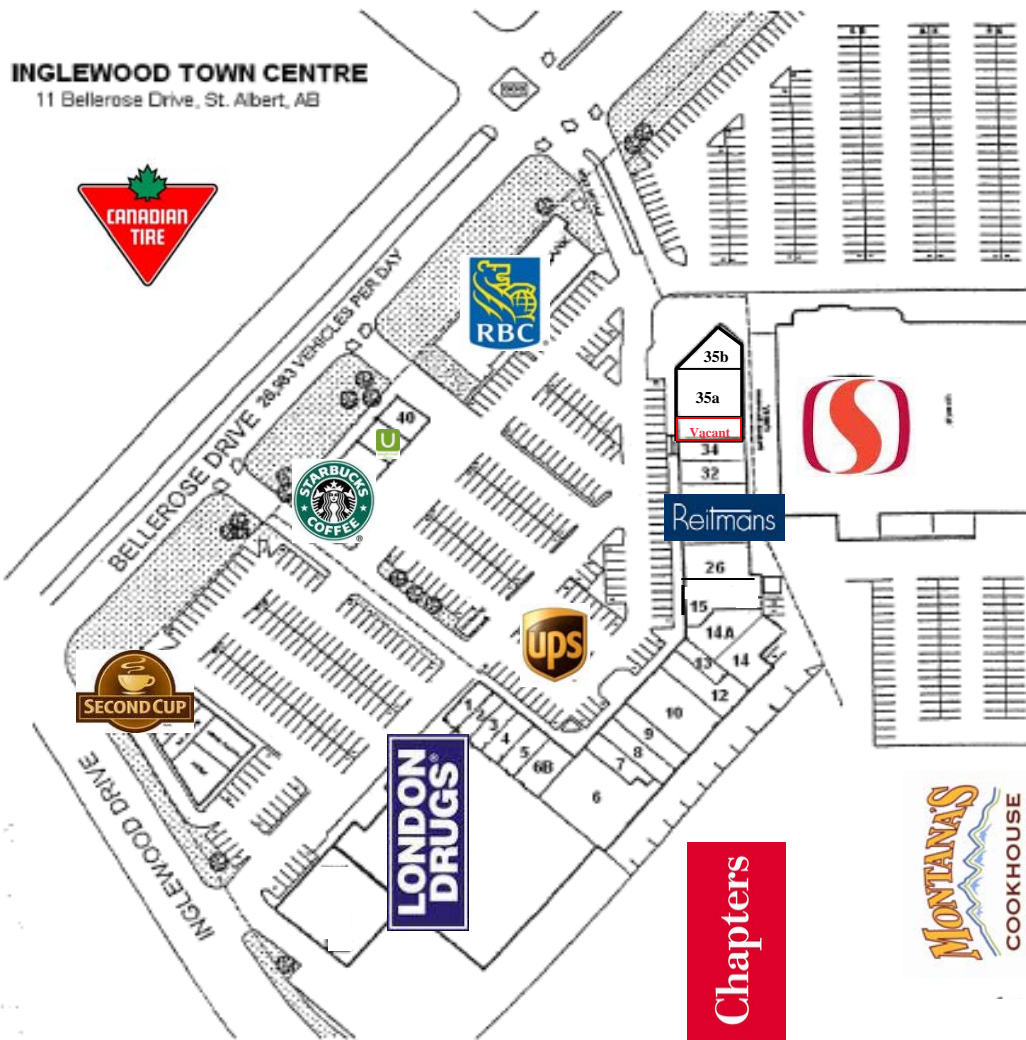 INGLEWOOD TOWN CENTRE
11 Bellerose Drive, St. Albert, AB
CANADIAN
TIRE
BELLEROSE DRIVE 26,983 VEHICLES PER DAY
RBC
®
35b
35a
Vacant
34
32
40
U
STARBUCKS
COFFEE
®
Reitmans
26
15
14A
14
13
12
10
9
8
7
6
ups
SECOND CUP
1
2
3
4
5
6B
LONDON
DRUGS
INGLEWOOD DRIVE
Chapters
MONTANA'S
COOKHOUSE